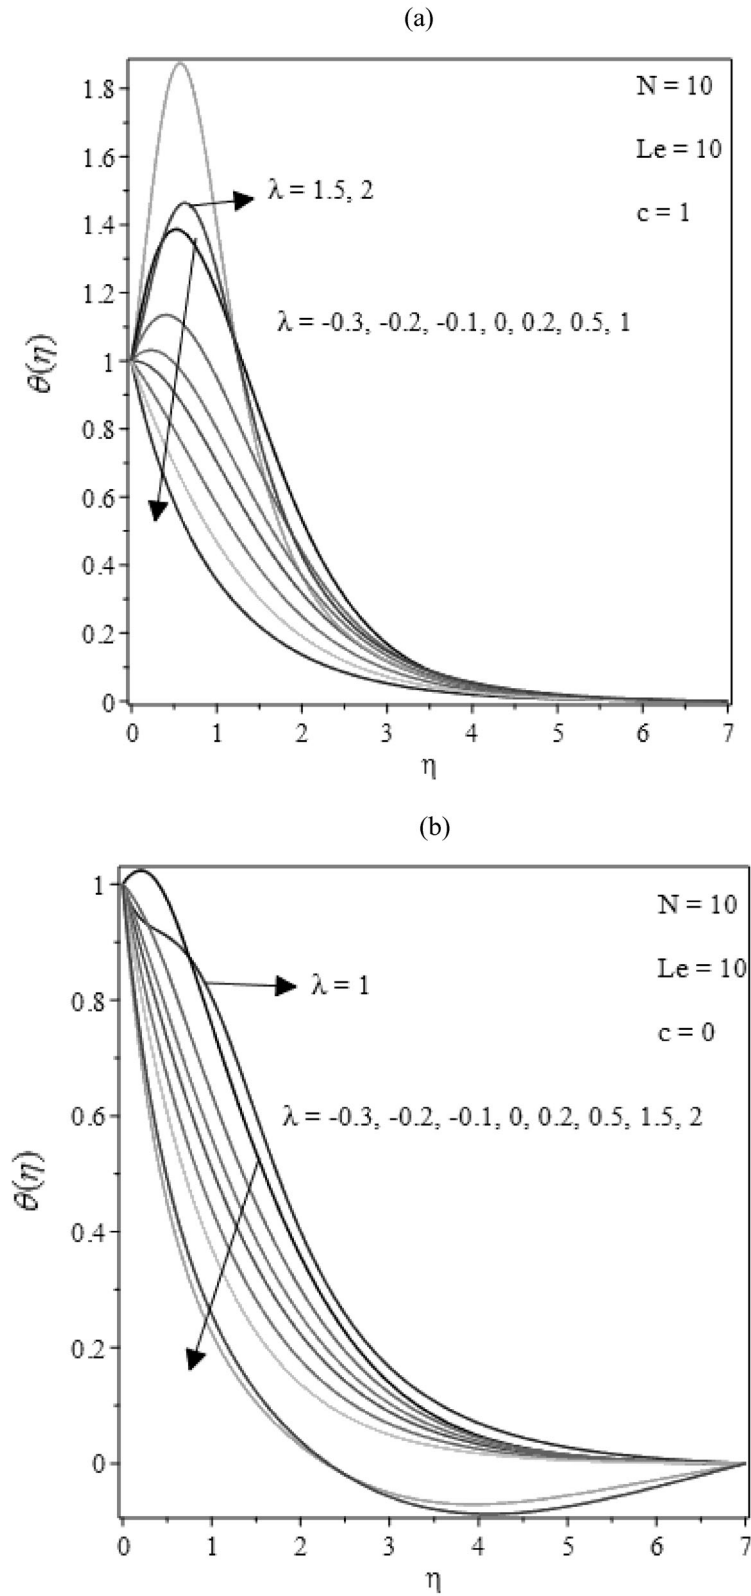 (a)
1.8
1.6
1.4
1.2
1
0.8
0.6
0.4
0.2
0
θ(η)
N = 10
Le = 10
c = 1
λ = 1.5, 2
λ = -0.3, -0.2, -0.1, 0, 0.2, 0.5, 1
0 1 2 3 4 5 6 7
η
(b)
1
0.8
0.6
0.4
0.2
0
θ(η)
N = 10
Le = 10
c = 0
λ = 1
λ = -0.3, -0.2, -0.1, 0, 0.2, 0.5, 1.5, 2
0 1 2 3 4 5 6 7
η